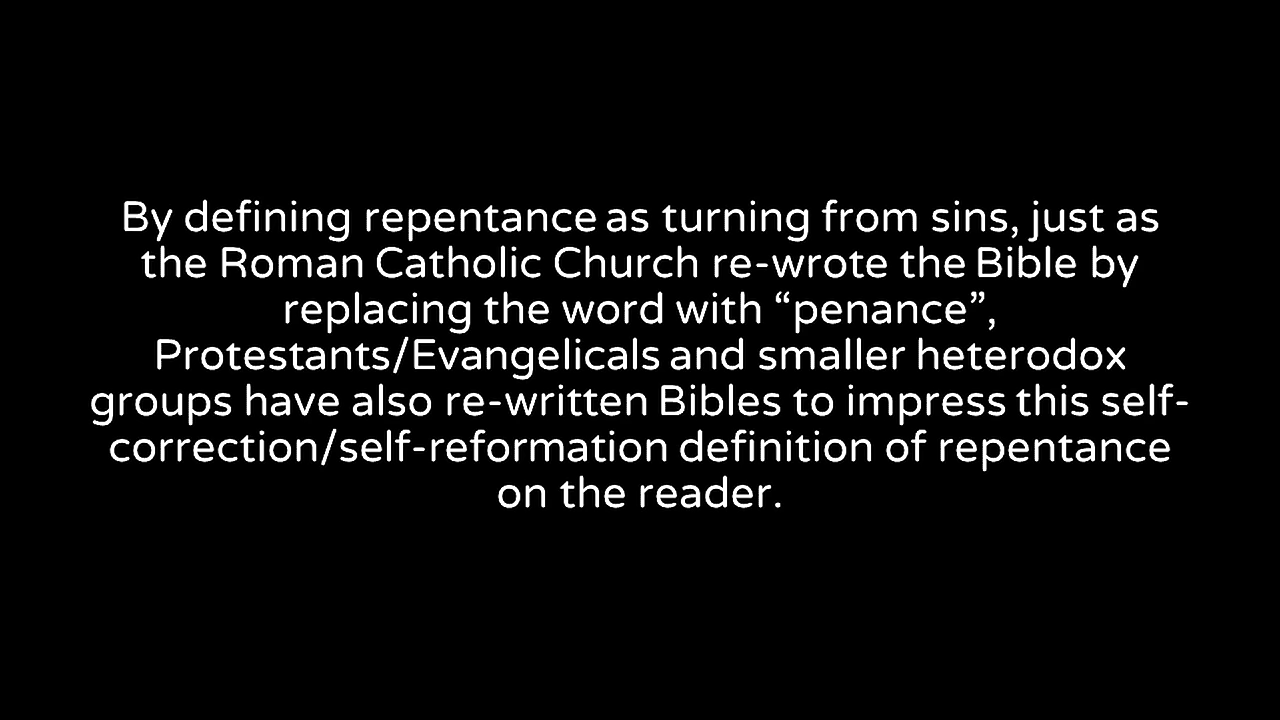 By defining repentance as turning from sins, just as
the Roman Catholic Church re-wrote the Bible by
replacing the word with “penance”,
Protestants/Evangelicals and smaller heterodox
groups have also re-written Bibles to impress this self-
correction/self-reformation definition of repentance
on the reader.